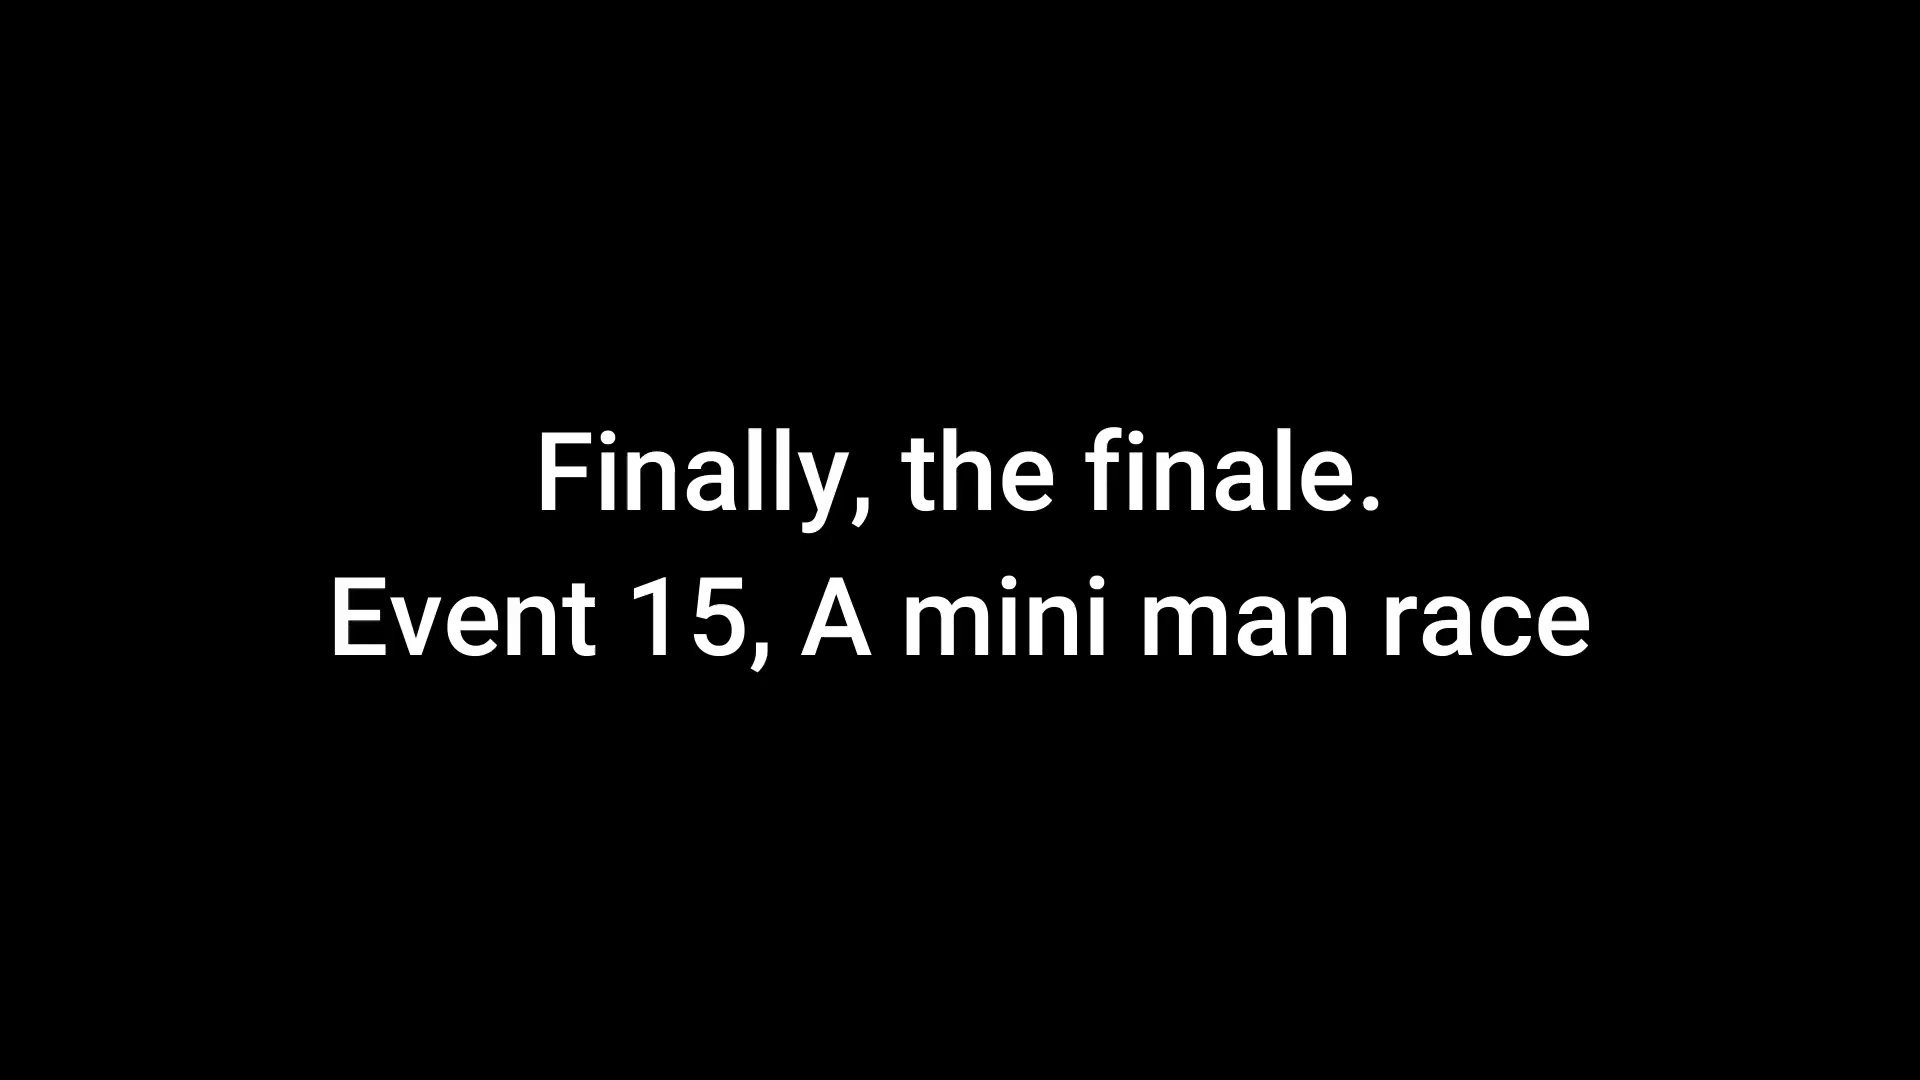 Finally, the finale.
Event 15, A mini man race